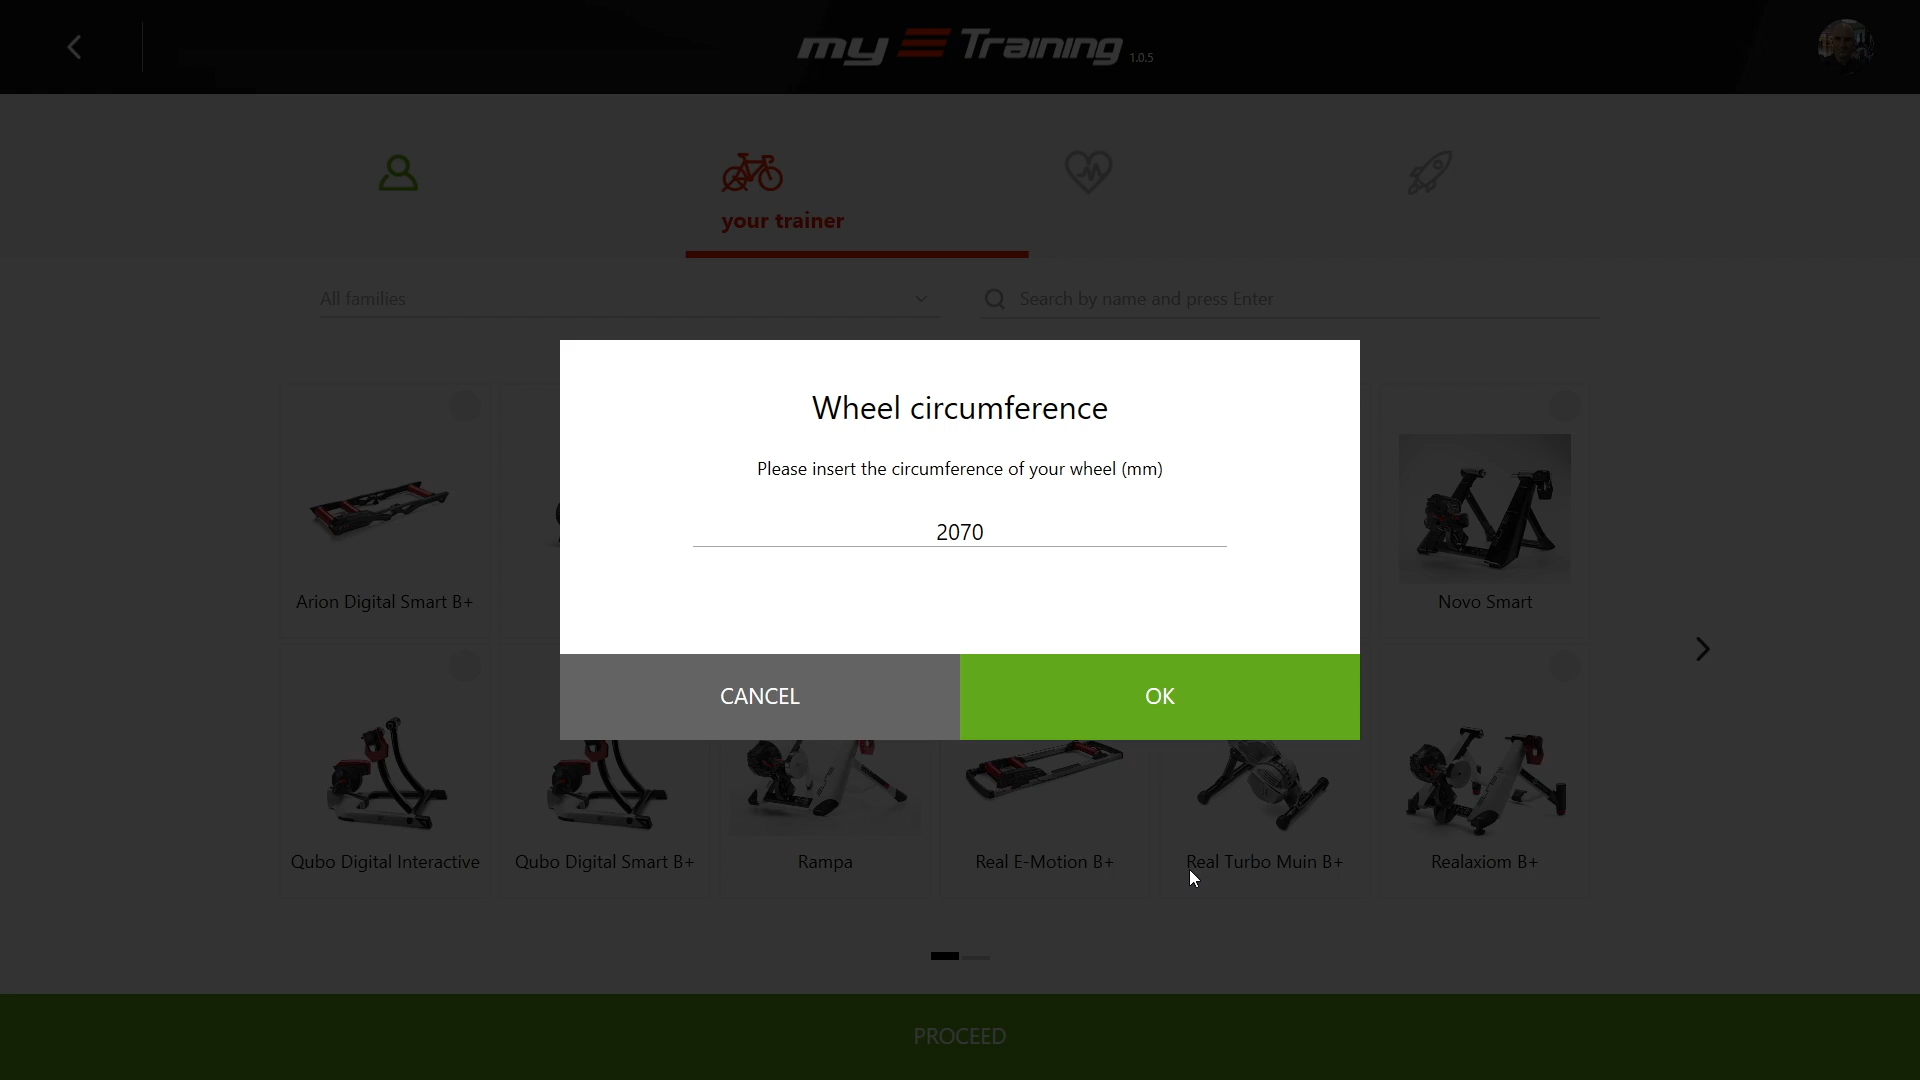 my E Training 1.0.5
your trainer
All families
Search by name and press Enter
Wheel circumference
Please insert the circumference of your wheel (mm)
2070
CANCEL
OK
Arion Digital Smart B+
Novo Smart
Qubo Digital Interactive
Qubo Digital Smart B+
Rampa
Real E-Motion B+
Real Turbo Muin B+
Realaxiom B+
PROCEED